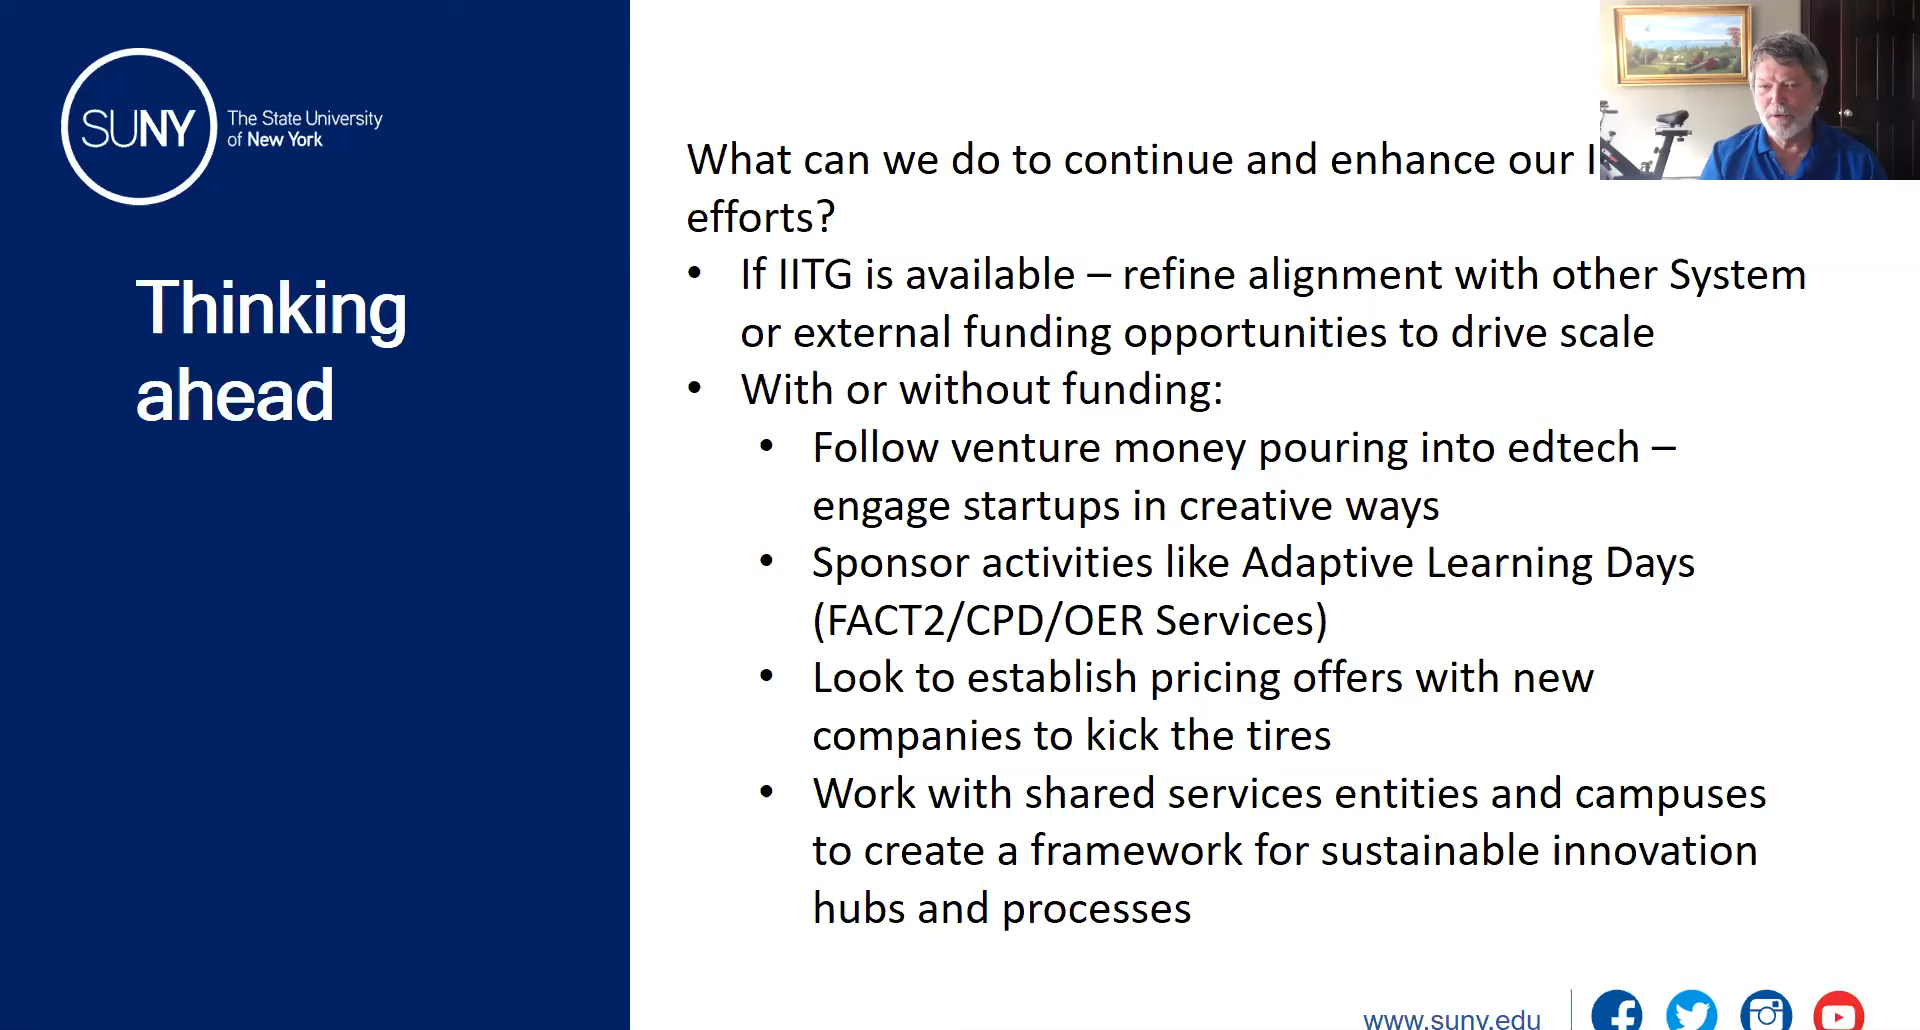 SUNY
The State University
of New York
Thinking
ahead
What can we do to continue and enhance our
efforts?
• If IITG is available – refine alignment with other System
or external funding opportunities to drive scale
• With or without funding:
• Follow venture money pouring into edtech –
engage startups in creative ways
• Sponsor activities like Adaptive Learning Days
(FACT2/CPD/OER Services)
• Look to establish pricing offers with new
companies to kick the tires
• Work with shared services entities and campuses
to create a framework for sustainable innovation
hubs and processes
www.suny.edu